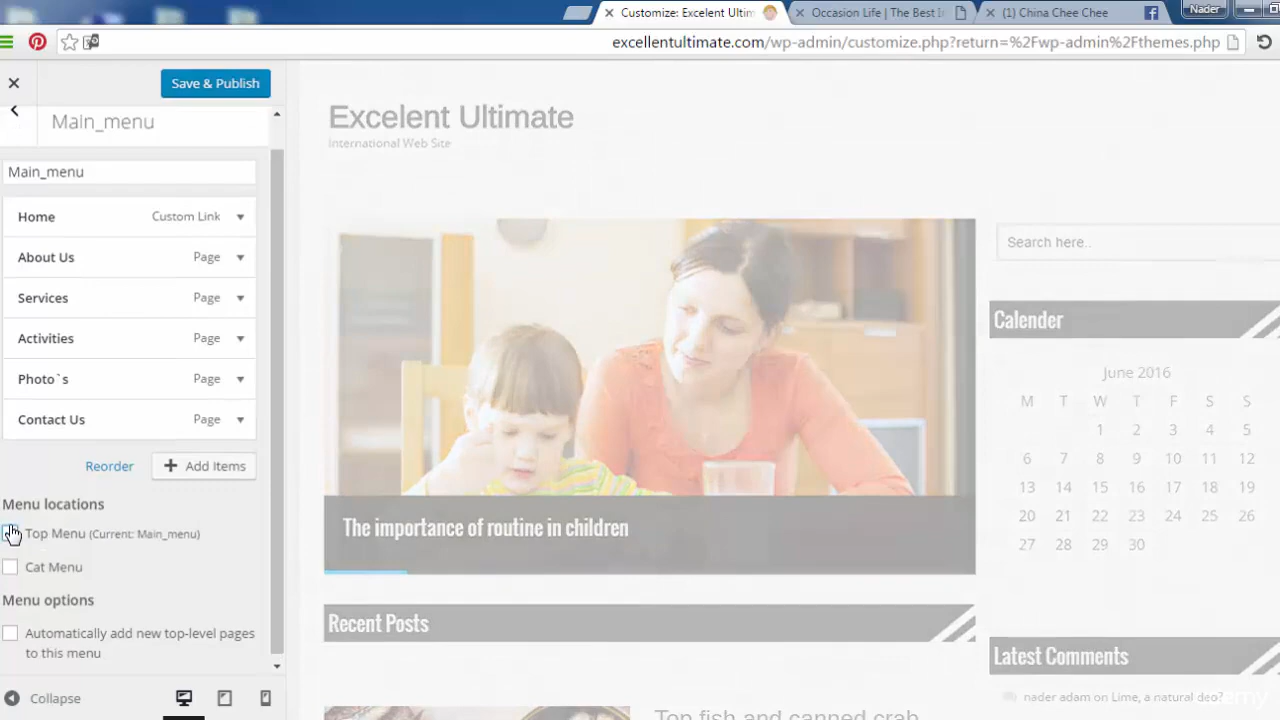 Customize: Excellent Ultim
Occasion Life | The Best I
(1) China Chee Chee
Nader
excellentultimate.com/wp-admin/customize.php?return=%2Fwp-admin%2Fthemes.php
Save & Publish
Main_menu
Main_menu
Home Custom Link
About Us Page
Services Page
Activities Page
Photo`s Page
Contact Us Page
Reorder
Add Items
Menu locations
Top Menu (Current: Main_menu)
Cat Menu
Menu options
Automatically add new top-level pages
to this menu
Collapse
Excelent Ultimate
International Web Site
The importance of routine in children
Recent Posts
Top fish and canned crab
Search here..
Calender
June 2016
M T W T F S S
1 2 3 4 5
6 7 8 9 10 11 12
13 14 15 16 17 18 19
20 21 22 23 24 25 26
27 28 29 30
Latest Comments
nader adam on Lime, a natural deo?